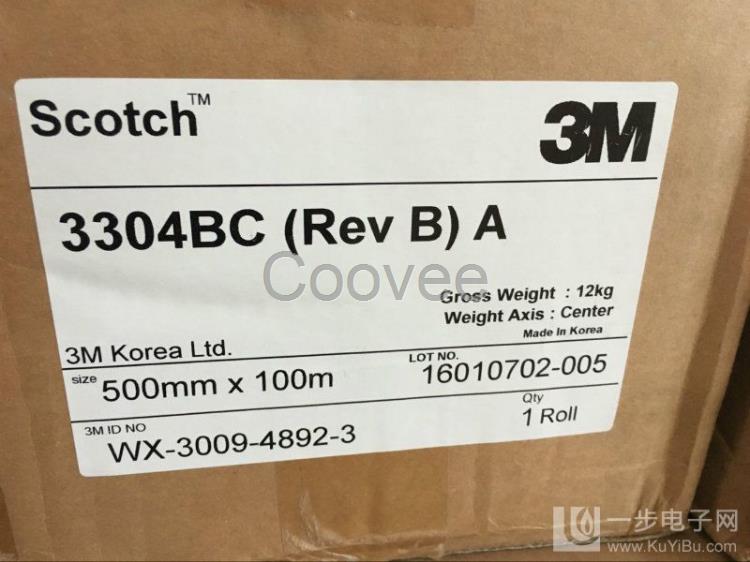 Scotch™
3M
3304BC (Rev B) A
Coovee
Gross Weight : 12kg
Weight Axis : Center
Made In Korea
3M Korea Ltd.
size 500mm x 100m
LOT NO.
16010702-005
3M ID NO
WX-3009-4892-3
Qty
1 Roll
一步电子网
www.KuYiBu.com